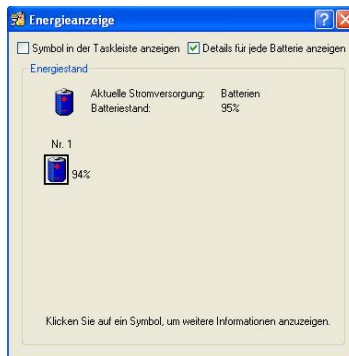 Energieanzeige
Symbol in der Taskleiste anzeigen Details für jede Batterie anzeigen
Energiestand
Aktuelle Stromversorgung: Batterien
Batteriestand: 95%
Nr. 1
94%
Klicken Sie auf ein Symbol, um weitere Informationen anzuzeigen.